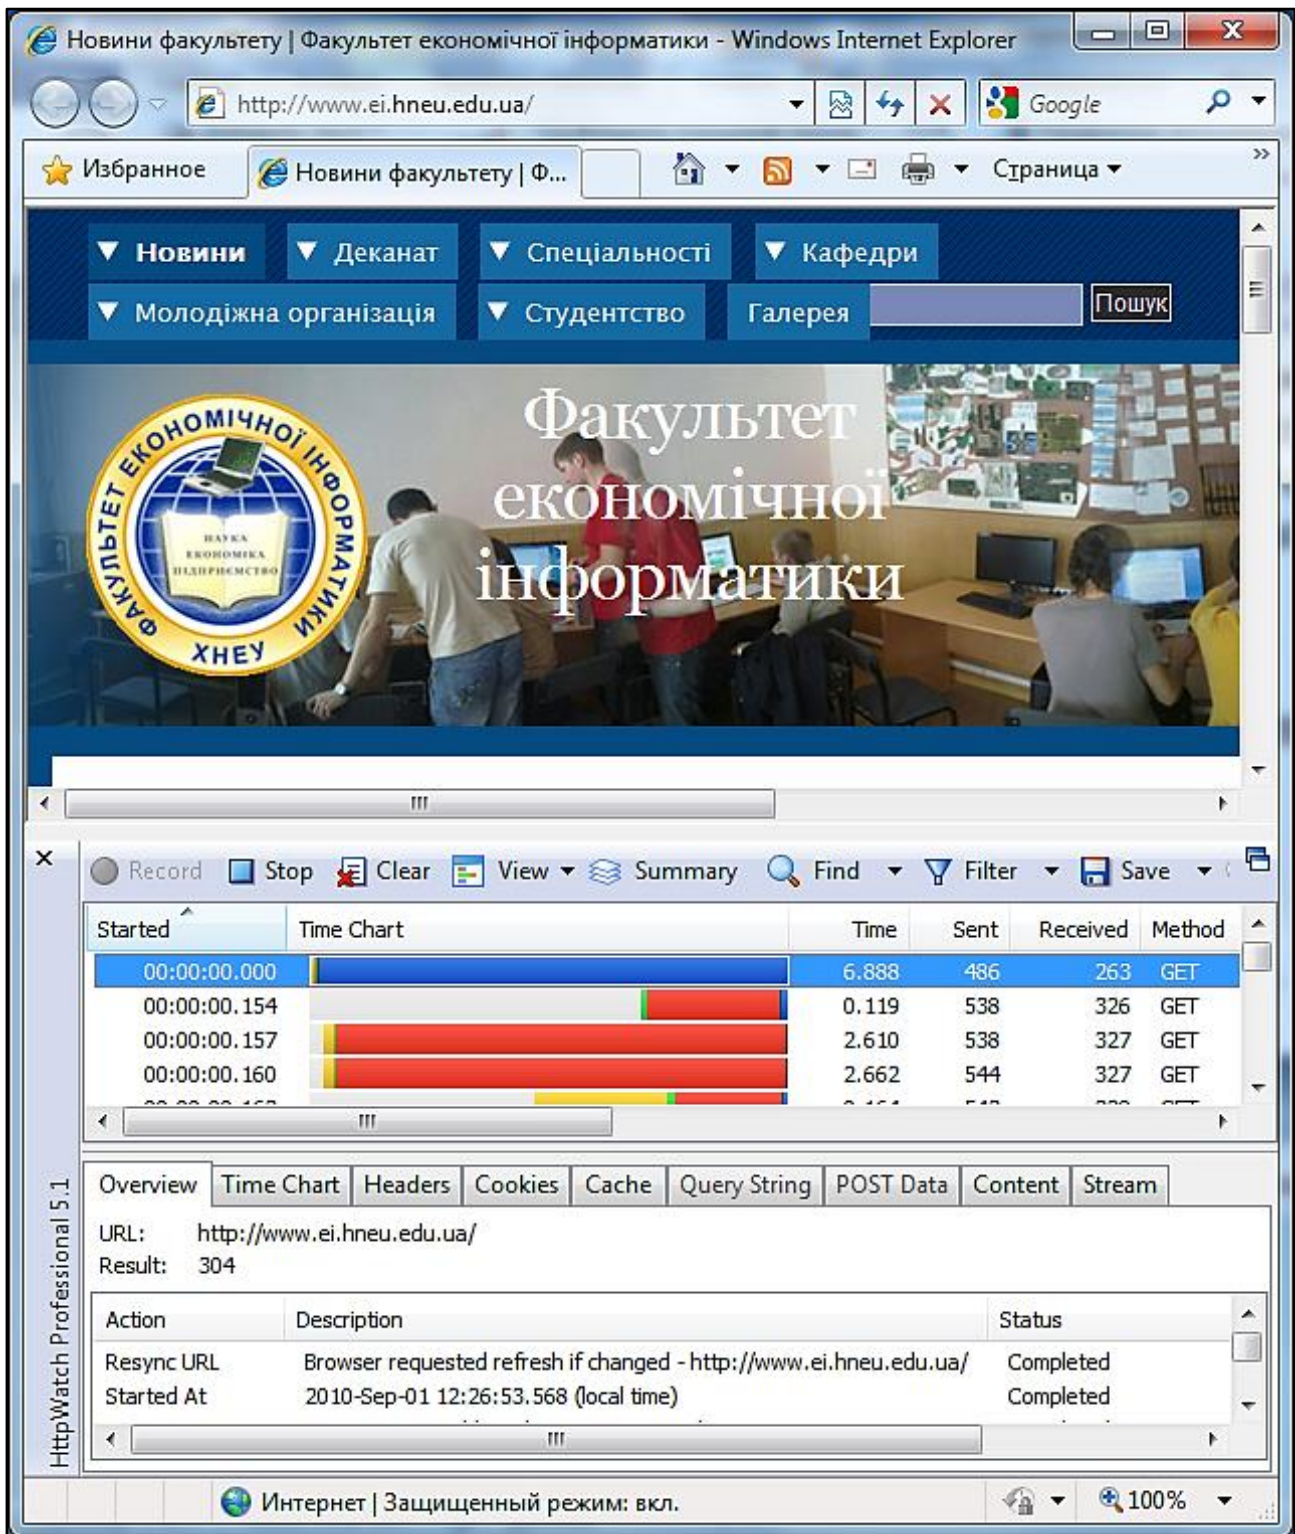 Новини факультету | Факультет економічної інформатики - Windows Internet Explorer
http://www.ei.hneu.edu.ua/
Google
Избранное
Новини факультету | Ф...
Страница
Новини Деканат Спеціальності Кафедри
Молодіжна організація Студентство Галерея Пошук
Факультет
економічної
інформатики
ФАКУЛЬТЕТ ЕКОНОМІЧНОЇ ІНФОРМАТИКИ
НАУКА
ЕКОНОМІКА
ПІДПРИЄМСТВО
ХНЕУ
Record Stop Clear View Summary Find Filter Save
Started Time Chart Time Sent Received Method
00:00:00.000 6.888 486 263 GET
00:00:00.154 0.119 538 326 GET
00:00:00.157 2.610 538 327 GET
00:00:00.160 2.662 544 327 GET
Overview Time Chart Headers Cookies Cache Query String POST Data Content Stream
URL: http://www.ei.hneu.edu.ua/
Result: 304
Action Description Status
Resync URL Browser requested refresh if changed - http://www.ei.hneu.edu.ua/ Completed
Started At 2010-Sep-01 12:26:53.568 (local time) Completed
HttpWatch Professional 5.1
Интернет | Защищенный режим: вкл.
100%